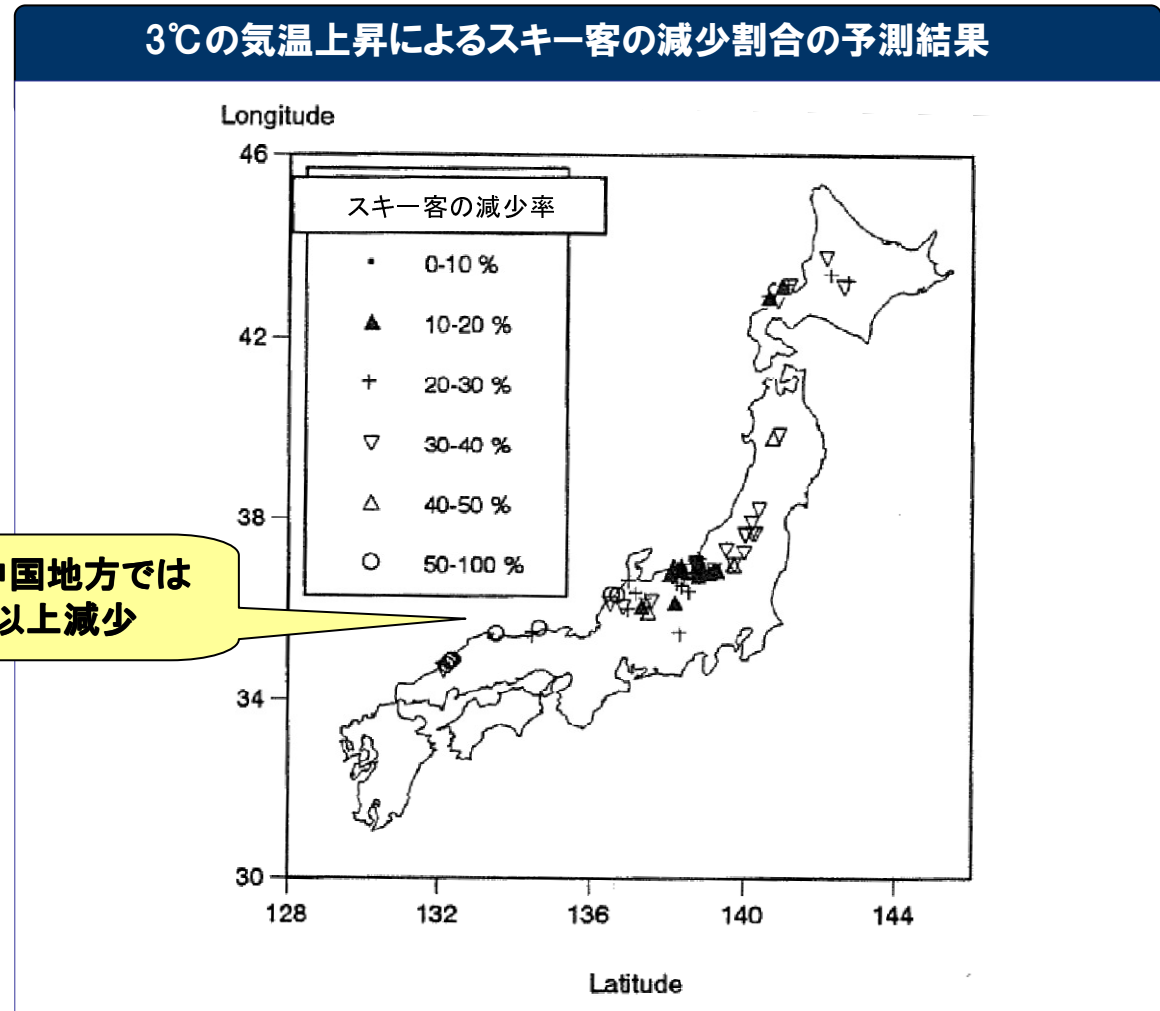 3℃の気温上昇によるスキー客の減少割合の予測結果
Longitude
46
スキー客の減少率
0-10 %
10-20 %
42
20-30 %
30-40 %
40-50 %
38
50-100 %
中国地方では
以上減少
34
30
128
132
136
140
144
Latitude